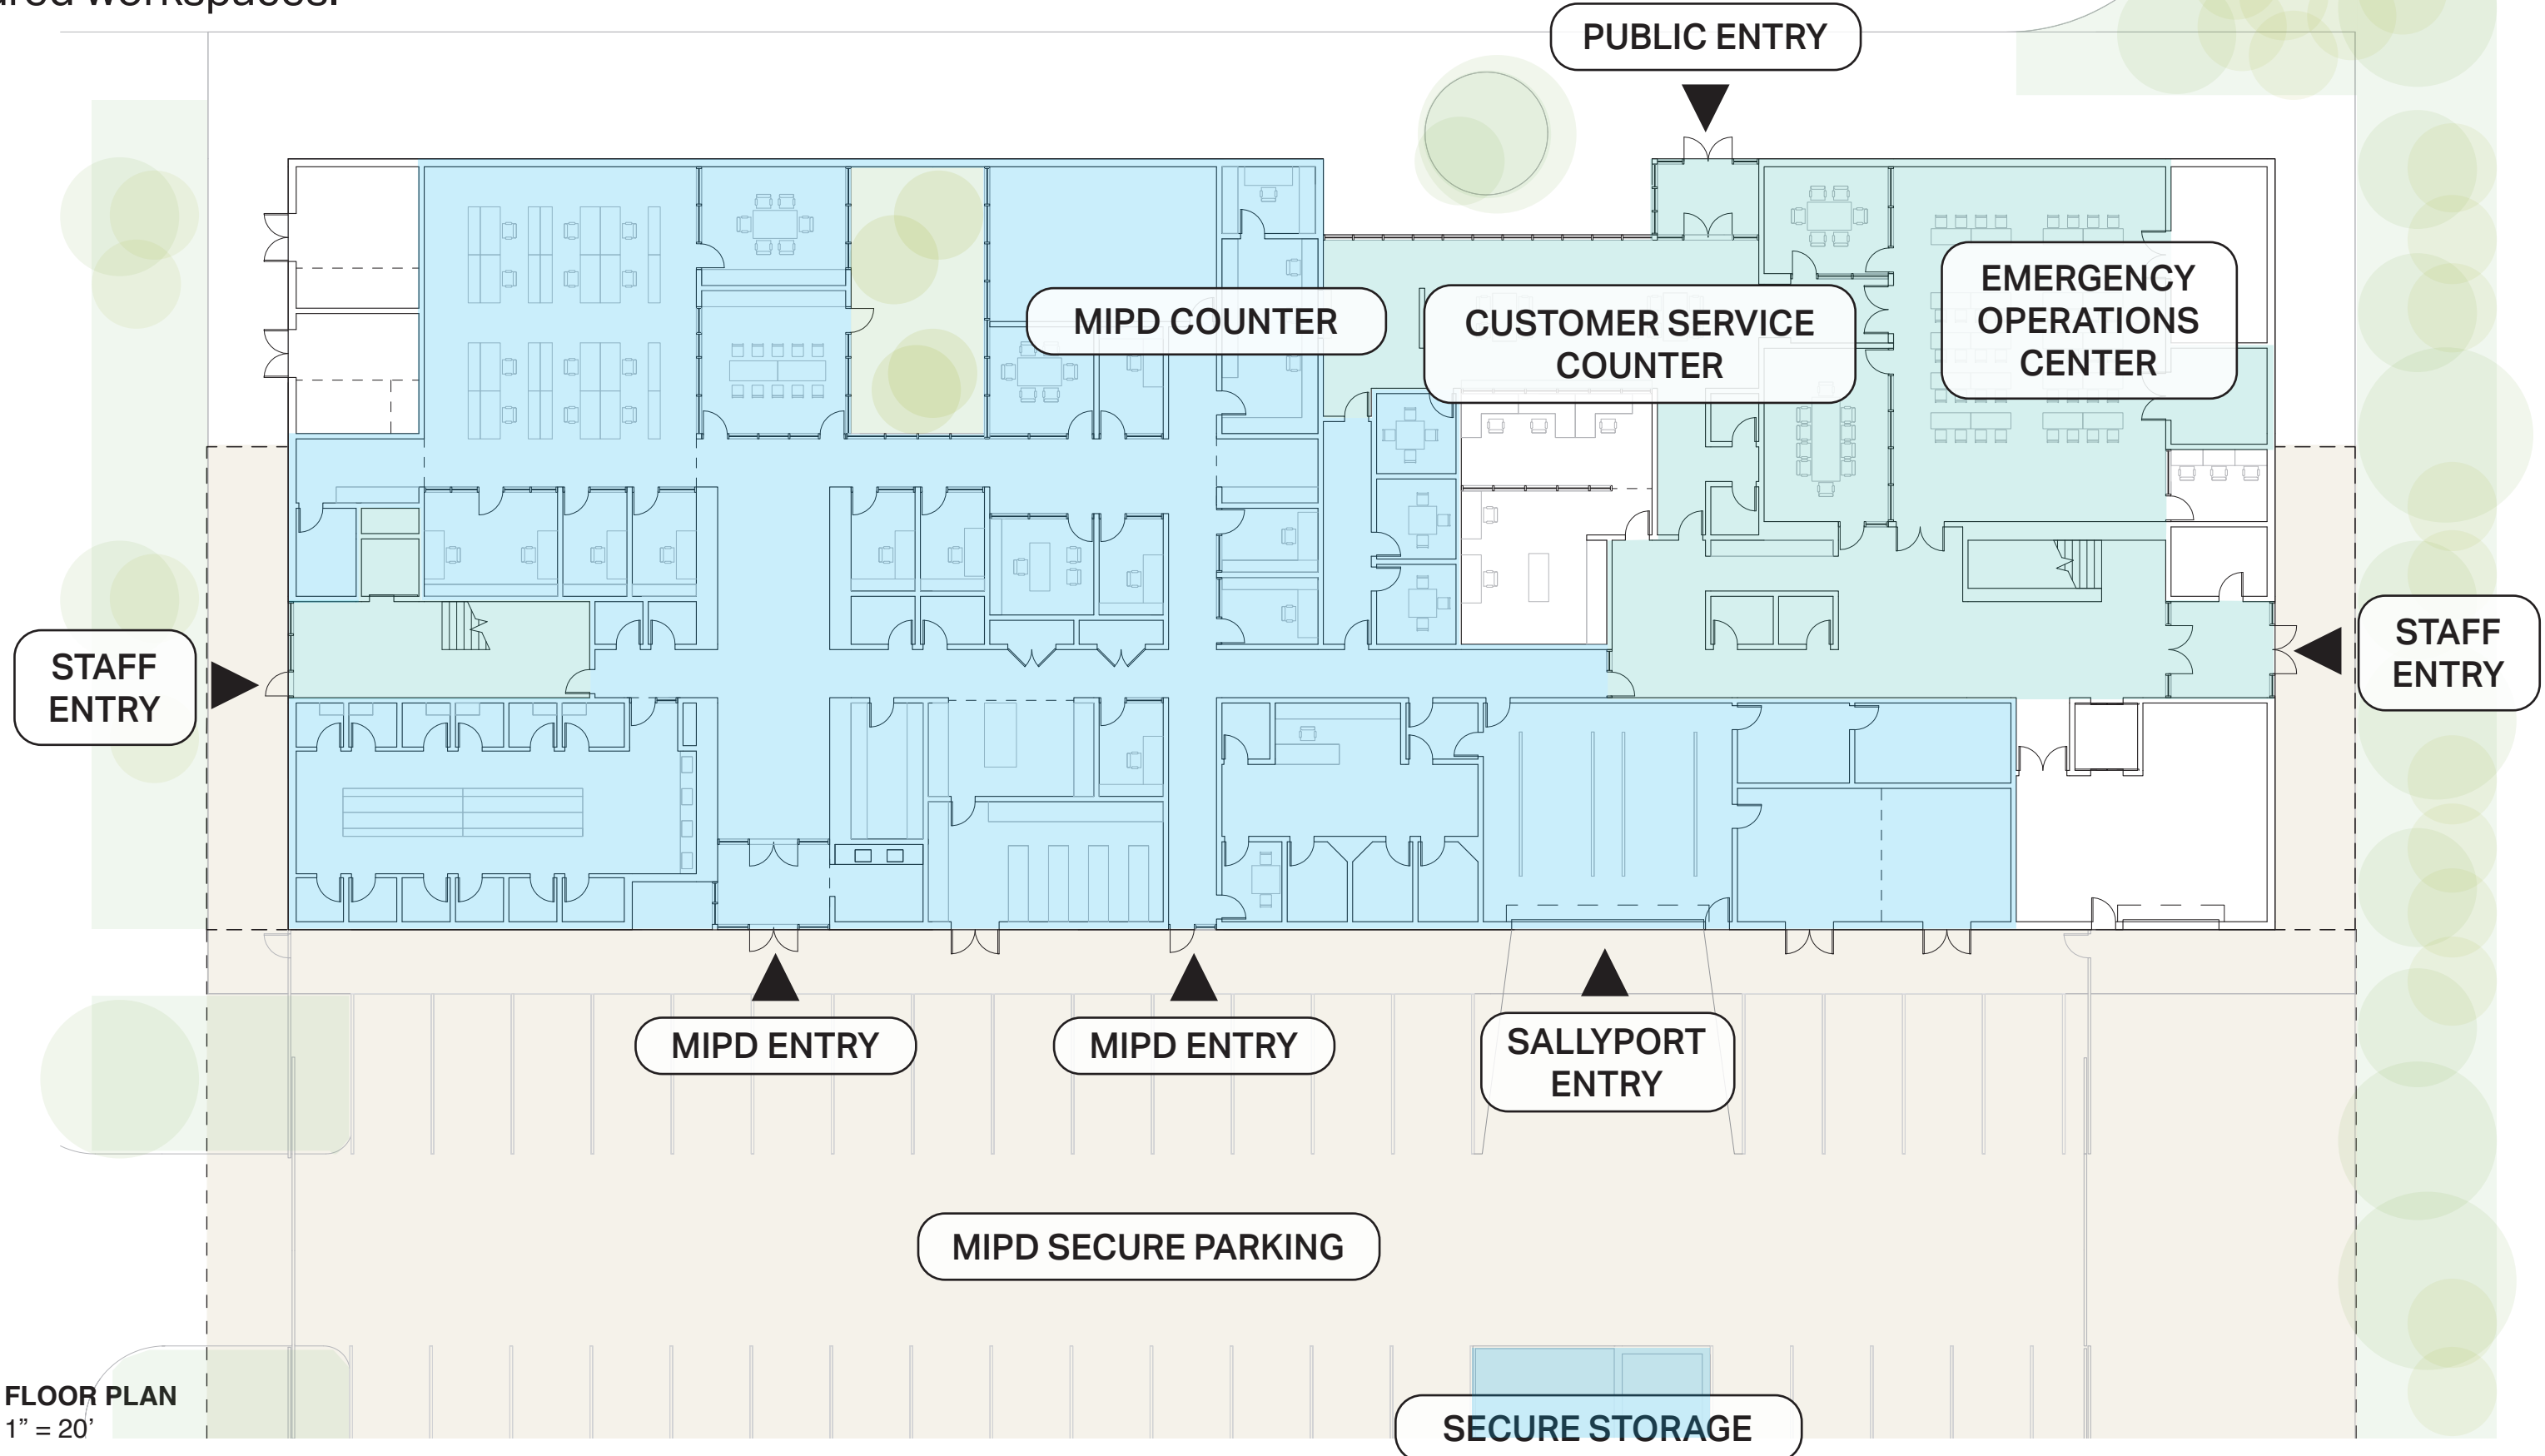 workspaces.
PUBLIC ENTRY
MIPD COUNTER
CUSTOMER SERVICE
COUNTER
EMERGENCY
OPERATIONS
CENTER
STAFF
ENTRY
STAFF
ENTRY
MIPD ENTRY
MIPD ENTRY
SALLYPORT
ENTRY
MIPD SECURE PARKING
FLOOR PLAN
1” = 20’
SECURE STORAGE